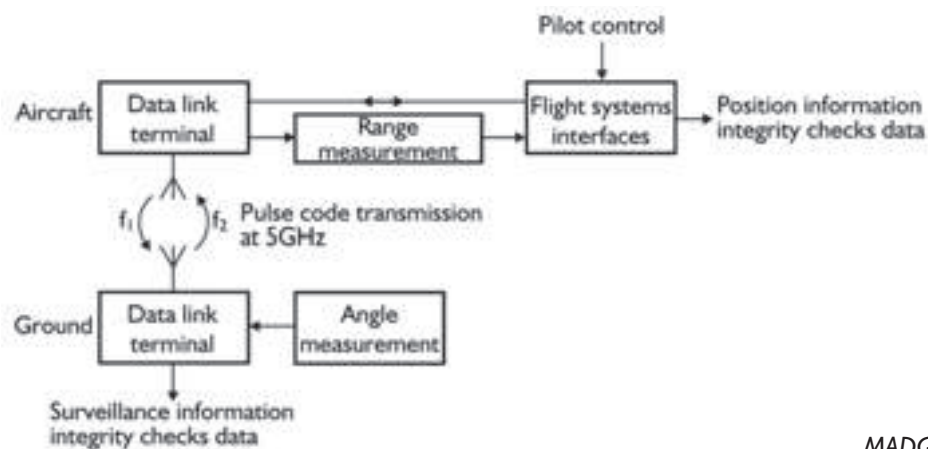 Pilot control
Aircraft
Data link
terminal
Range
measurement
Flight systems
interfaces
Position information
integrity checks data
f₁
f₂
Pulse code transmission
at 5GHz
Ground
Data link
terminal
Angle
measurement
Surveillance information
integrity checks data
MADG